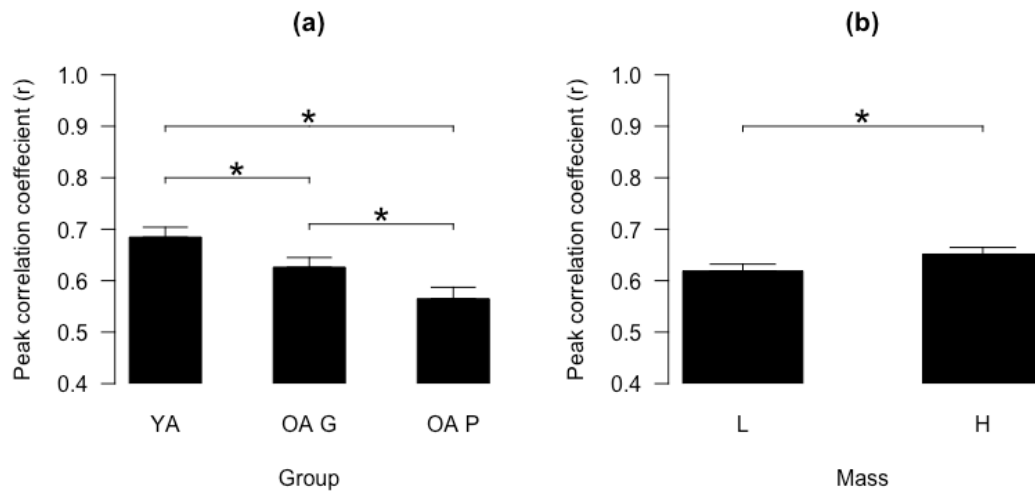 (a)
Peak correlation coeffecient (r)
1.0
0.9
0.8
0.7
0.6
0.5
0.4
*
*
*
YA
OA G
OA P
Group
(b)
Peak correlation coeffecient (r)
1.0
0.9
0.8
0.7
0.6
0.5
0.4
*
L
H
Mass